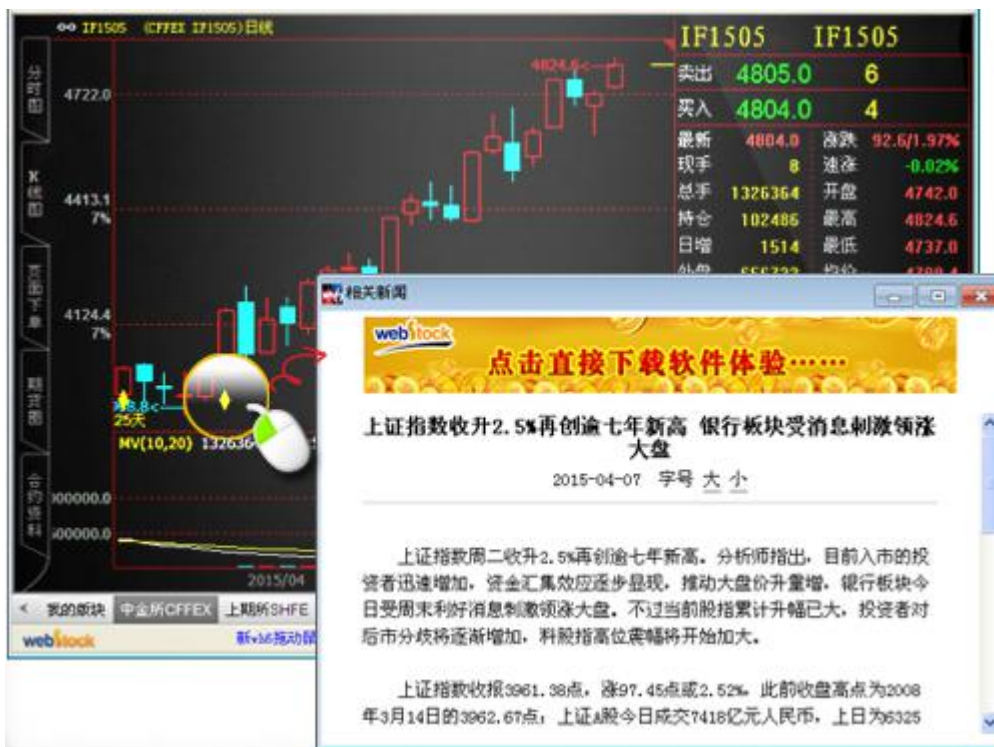 IF1505 (CFFEX IF1505)日线
分时图
K线图
页面下单
期货圈
合约资料
4722.0
4413.1
7%
4124.4
7%
4824.6
25天
MV(10,20) 132636
2015/04
IF1505 IF1505
卖出 4805.0 6
买入 4804.0 4
最新 4804.0 涨跌 92.6/1.97%
现手 8 速涨 -0.02%
总手 1326364 开盘 4742.0
持仓 102486 最高 4824.6
日增 1514 最低 4737.0
我的版块 中金所CFFEX 上期所SHFE
webstock
相关新闻
webstock
点击直接下载软件体验……
上证指数收升2.5%再创逾七年新高 银行板块受消息刺激领涨
大盘
2015-04-07 字号 大 小
上证指数周二收升2.5%再创逾七年新高。分析师指出，目前入市的投
资者迅速增加，资金汇集效应逐步显现，推动大盘价升量增，银行板块今
日受周末利好消息刺激领涨大盘。不过当前股指累计升幅已大，投资者对
后市分歧将逐渐增加，料股指高位震幅将开始加大。
上证指数收报3961.38点，涨97.45点或2.52%，此前收盘高点为2008
年3月14日的3962.67点；上证A股今日成交7418亿元人民币，上日为6325